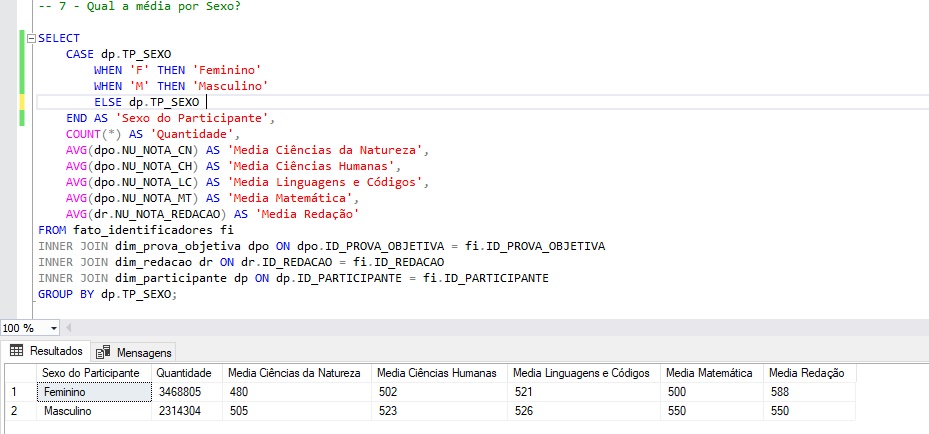 -- 7 - Qual a média por Sexo?
SELECT
CASE dp.TP_SEXO
WHEN 'F' THEN 'Feminino'
WHEN 'M' THEN 'Masculino'
ELSE dp.TP_SEXO
END AS 'Sexo do Participante',
COUNT(*) AS 'Quantidade',
AVG(dpo.NU_NOTA_CN) AS 'Media Ciências da Natureza',
AVG(dpo.NU_NOTA_CH) AS 'Media Ciências Humanas',
AVG(dpo.NU_NOTA_LC) AS 'Media Linguagens e Códigos',
AVG(dpo.NU_NOTA_MT) AS 'Media Matemática',
AVG(dr.NU_NOTA_REDACAO) AS 'Media Redação'
FROM fato_identificadores fi
INNER JOIN dim_prova_objetiva dpo ON dpo.ID_PROVA_OBJETIVA = fi.ID_PROVA_OBJETIVA
INNER JOIN dim_redacao dr ON dr.ID_REDACAO = fi.ID_REDACAO
INNER JOIN dim_participante dp ON dp.ID_PARTICIPANTE = fi.ID_PARTICIPANTE
GROUP BY dp.TP_SEXO;
100 %
Resultados Mensagens
Sexo do Participante Quantidade Media Ciências da Natureza Media Ciências Humanas Media Linguagens e Códigos Media Matemática Media Redação
1 Feminino 3468805 480 502 521 500 588
2 Masculino 2314304 505 523 526 550 550